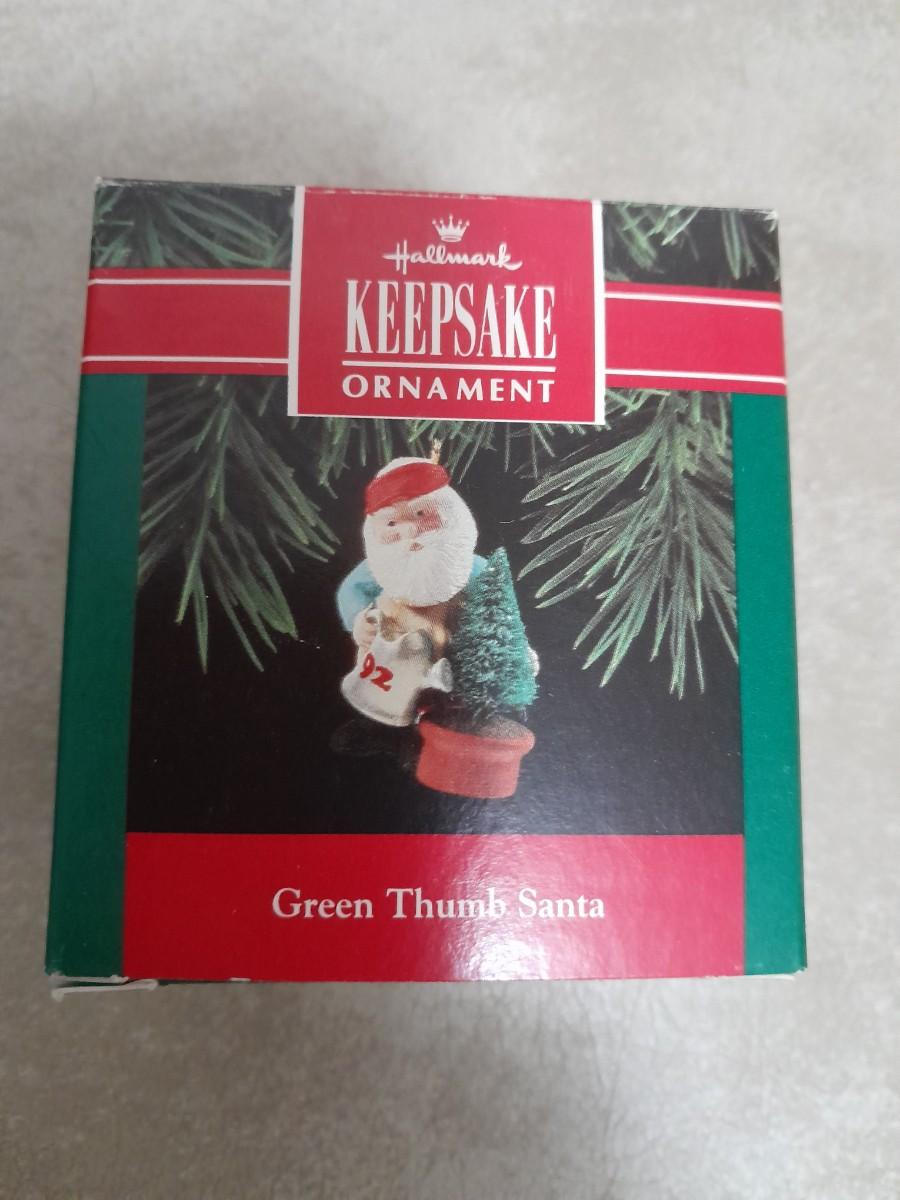 Hallmark
KEEPSAKE
ORNAMENT
92
Green Thumb Santa